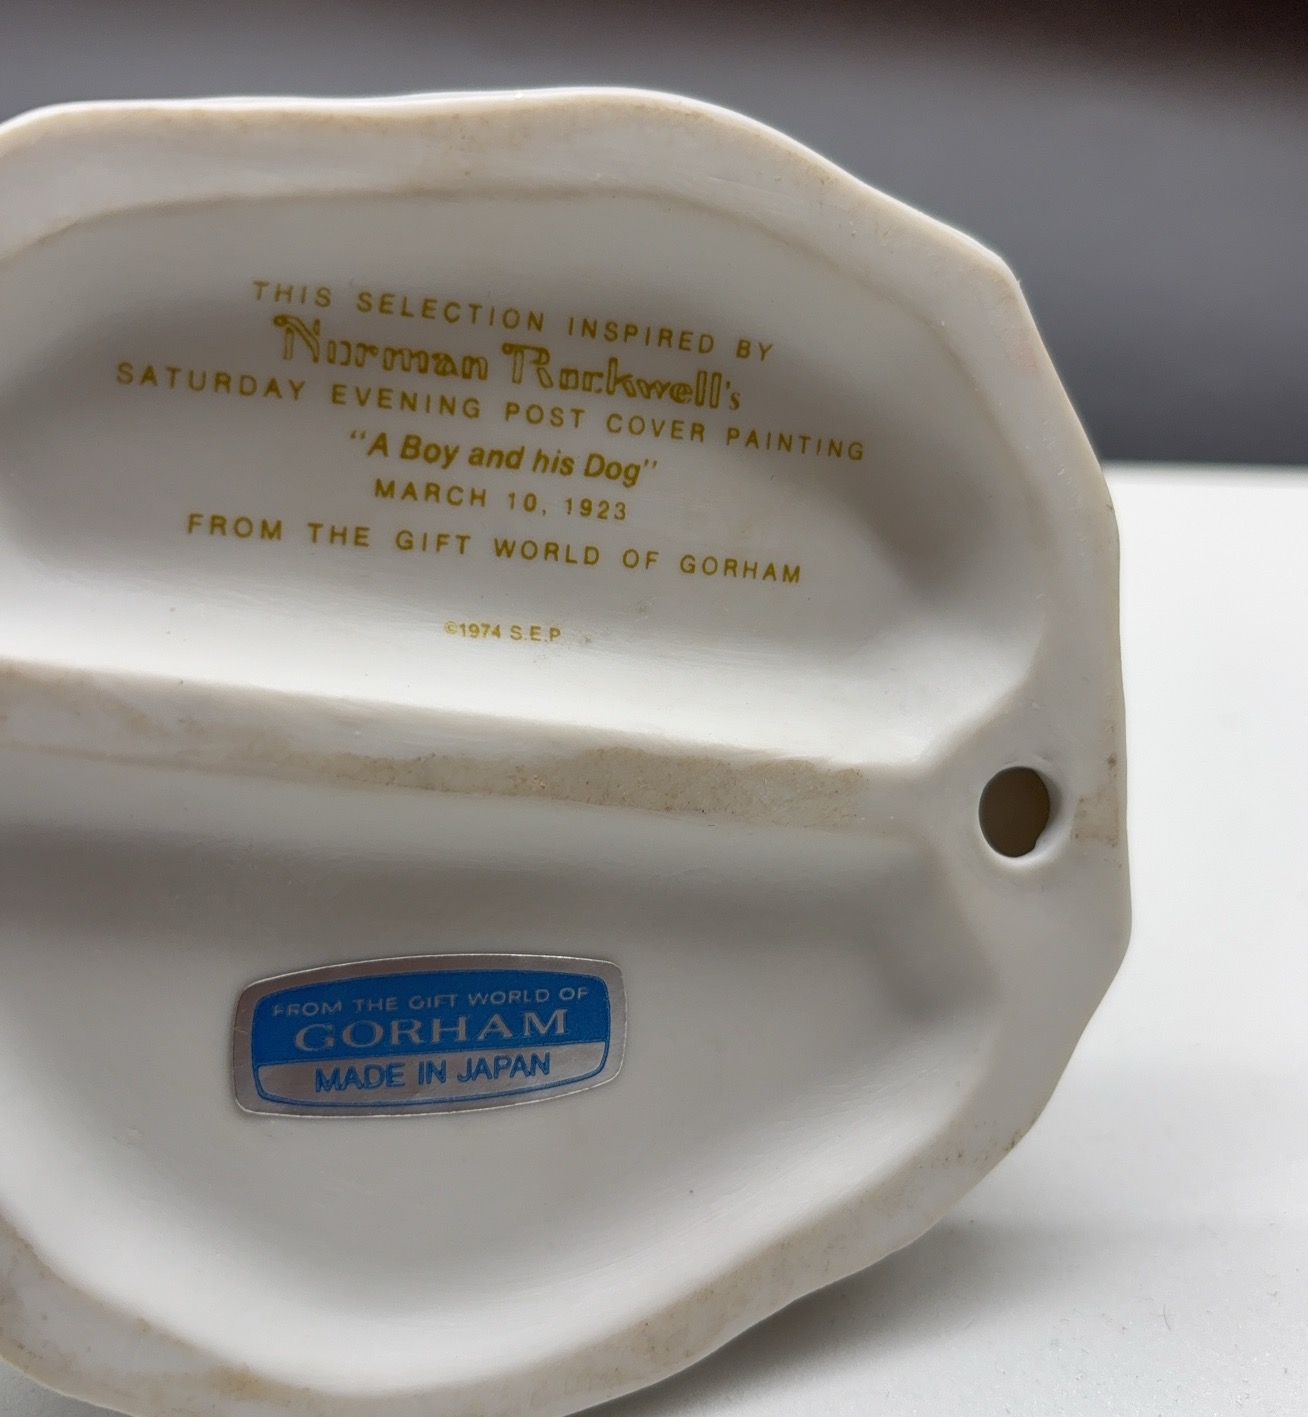 THIS SELECTION INSPIRED BY
Norman Rockwell's
SATURDAY EVENING POST COVER PAINTING
"A Boy and his Dog"
MARCH 10, 1923
FROM THE GIFT WORLD OF GORHAM
©1974 S.E.P.
FROM THE GIFT WORLD OF
GORHAM
MADE IN JAPAN